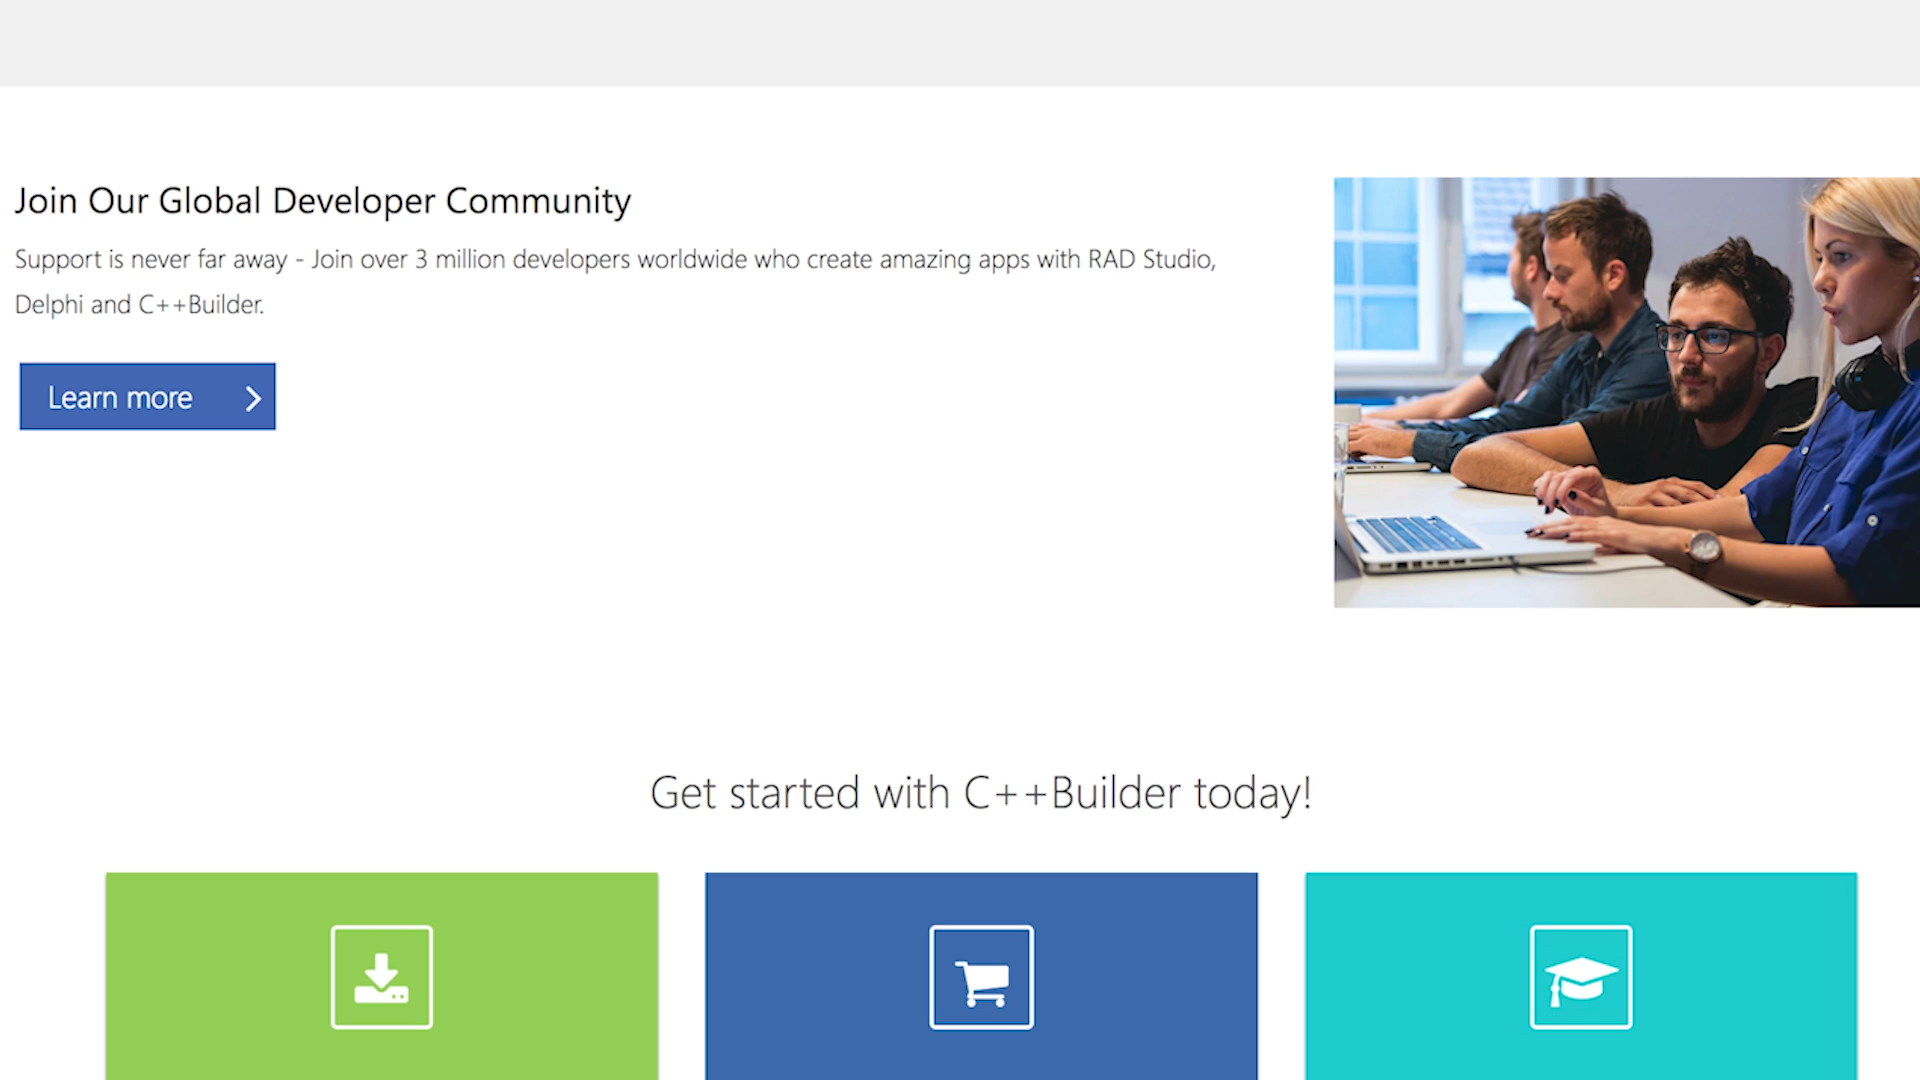 Join Our Global Developer Community
Support is never far away - Join over 3 million developers worldwide who create amazing apps with RAD Studio,
Delphi and C++Builder.
Learn more
Get started with C++Builder today!